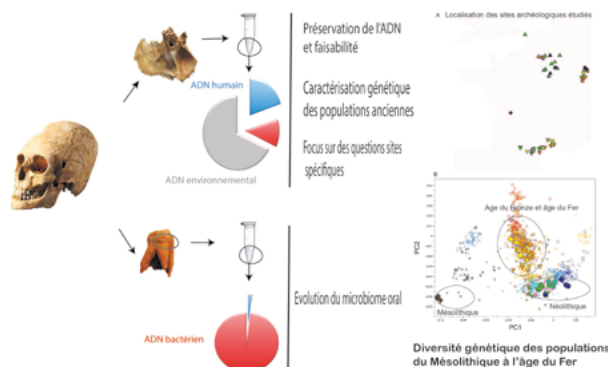 Préservation de l'ADN
et faisabilité
ADN humain
Caractérisation génétique
des populations anciennes
Focus sur des questions sites
spécifiques
ADN environnemental
Evolution du microbiome oral
ADN bactérien
A Localisation des sites archéologiques étudiés
B
Age du Bronze et âge du Fer
PC2
Mésolithique
Néolithique
PC1
Diversité génétique des populations
du Mésolithique à l'âge du Fer